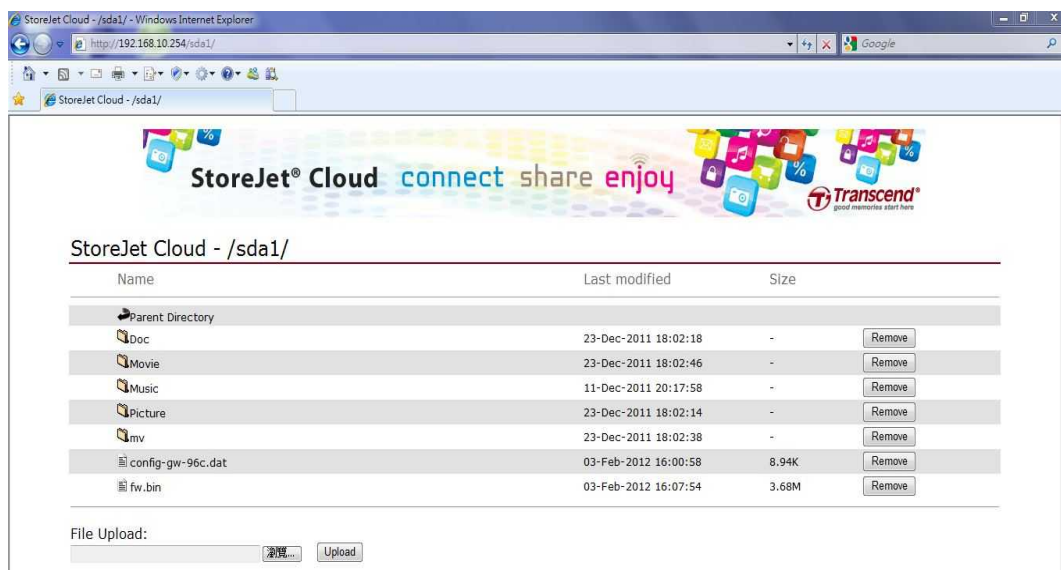 StoreJet Cloud - /sda1/ - Windows Internet Explorer
http://192.168.10.254/sda1/
Google
StoreJet Cloud - /sda1/
StoreJet® Cloud connect share enjoy
Transcend®
good memories start here
StoreJet Cloud - /sda1/
Name Last modified Size
Parent Directory
Doc 23-Dec-2011 18:02:18 - Remove
Movie 23-Dec-2011 18:02:46 - Remove
Music 11-Dec-2011 20:17:58 - Remove
Picture 23-Dec-2011 18:02:14 - Remove
mv 23-Dec-2011 18:02:38 - Remove
config-gw-96c.dat 03-Feb-2012 16:00:58 8.94K Remove
fw.bin 03-Feb-2012 16:07:54 3.68M Remove
File Upload:
瀏覽... Upload